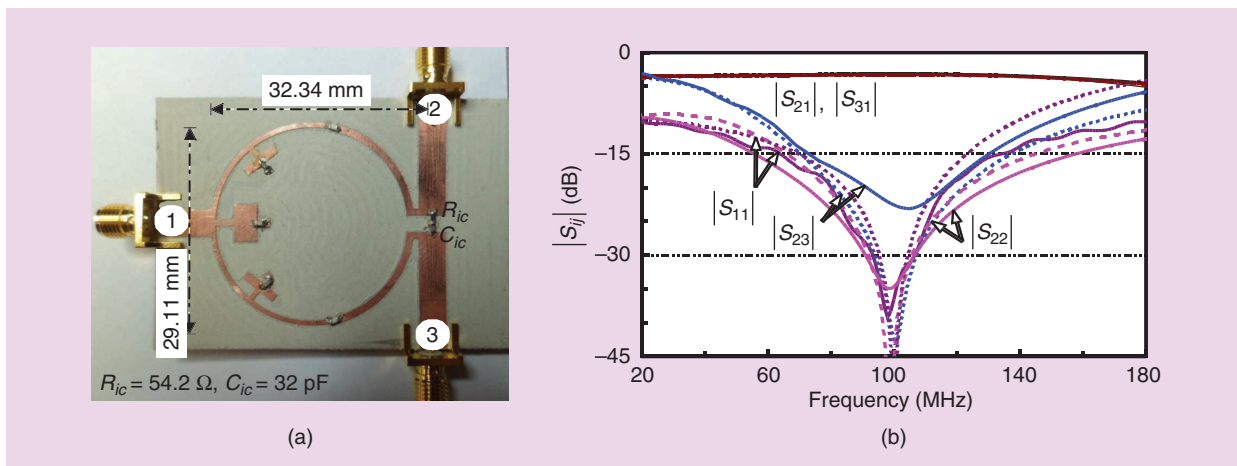 32.34 mm
29.11 mm
1
2
3
R_ic
C_ic
R_ic = 54.2 Ω, C_ic = 32 pF
(a)
|S_ij| (dB)
0
–15
–30
–45
|S_21|, |S_31|
|S_11|
|S_23|
|S_22|
20
60
100
140
180
Frequency (MHz)
(b)